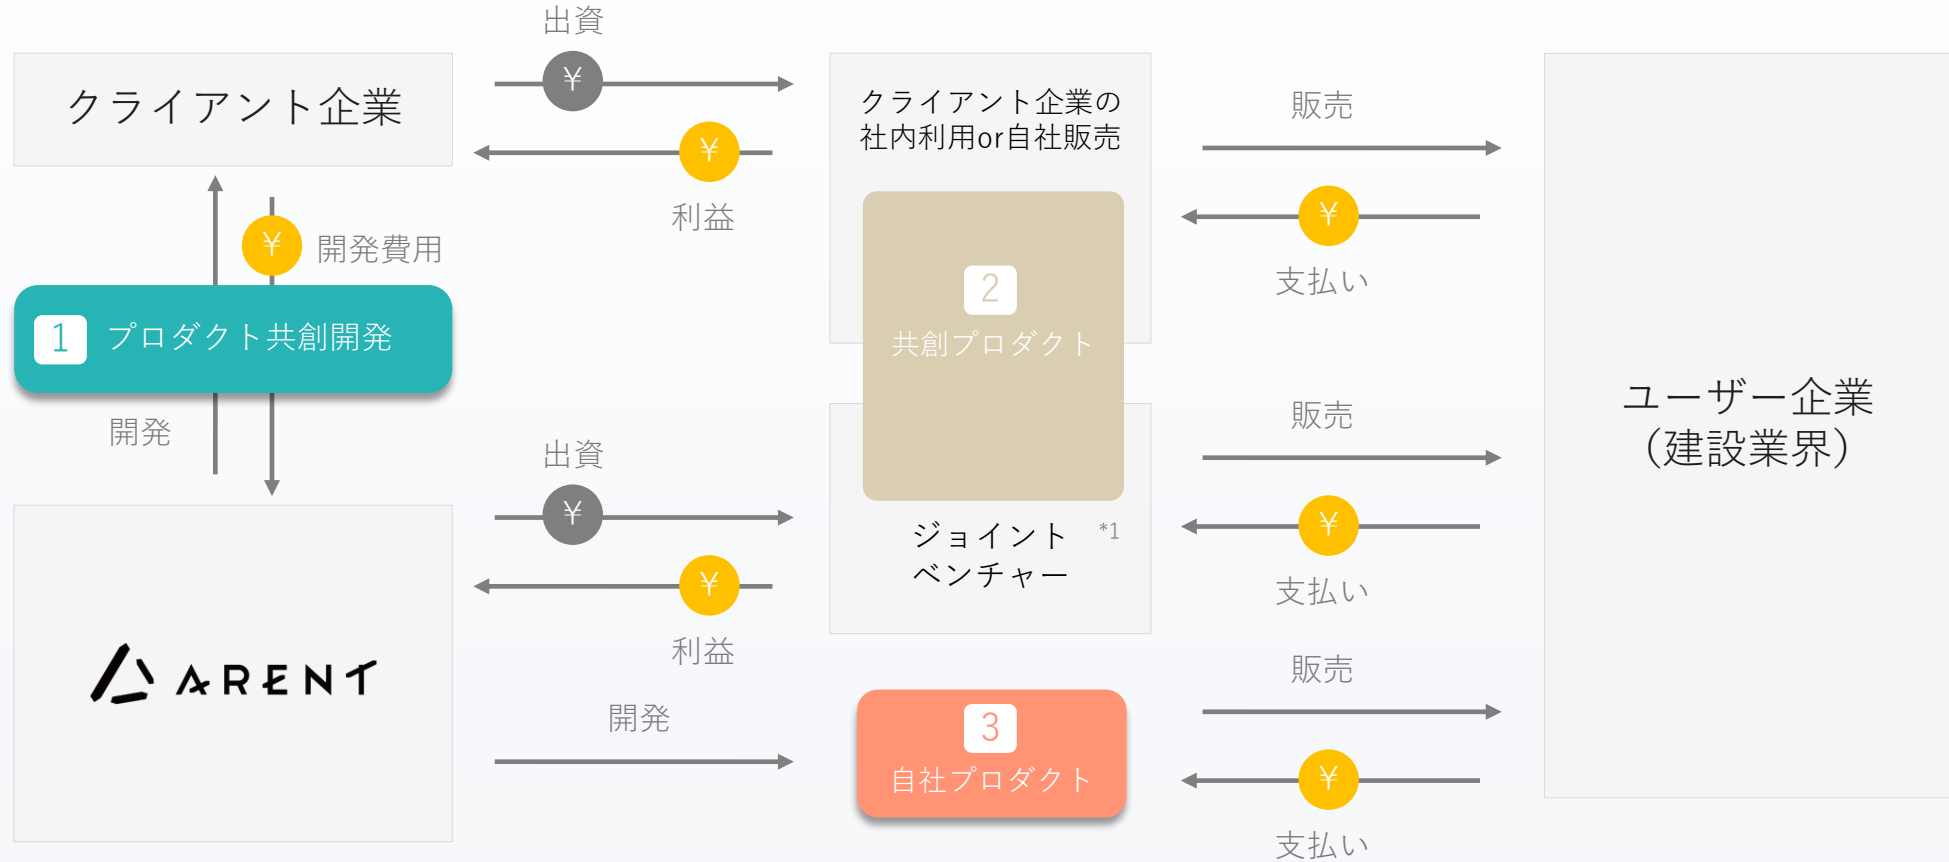 出資
¥
クライアント企業
クライアント企業の
社内利用or自社販売
販売
¥
利益
¥
支払い
¥
開発費用
1 プロダクト共創開発
2
共創プロダクト
開発
出資
¥
販売
ユーザー企業
（建設業界）
ジョイント *1
ベンチャー
¥
支払い
¥
利益
ARENT
販売
開発
3
自社プロダクト
¥
支払い